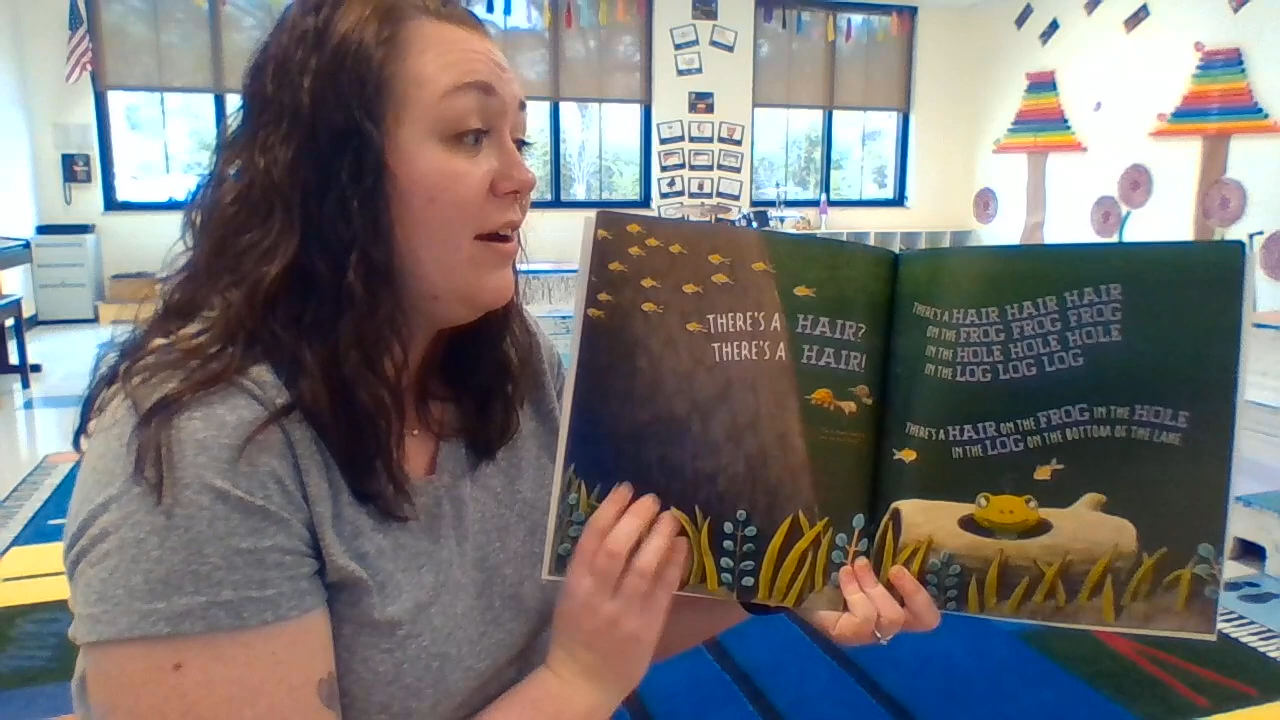 THERE'S A HAIR?
THERE'S A HAIR!
THERE'S A HAIR HAIR HAIR
ON THE FROG FROG FROG
IN THE HOLE HOLE HOLE
IN THE LOG LOG LOG
THERE'S A HAIR ON THE FROG IN THE HOLE
IN THE LOG ON THE BOTTOM OF THE LAKE.